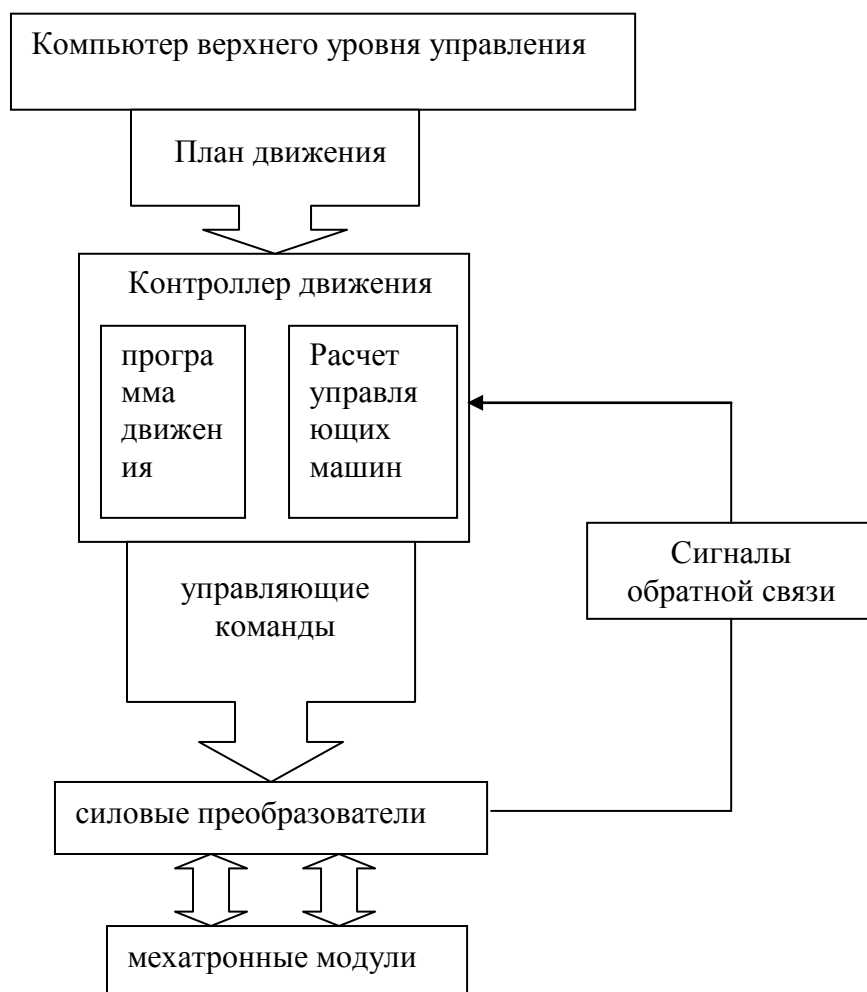 Компьютер верхнего уровня управления
План движения
Контроллер движения
програ
мма
движен
ия
Расчет
управля
ющих
машин
Сигналы
обратной связи
управляющие
команды
силовые преобразователи
мехатронные модули